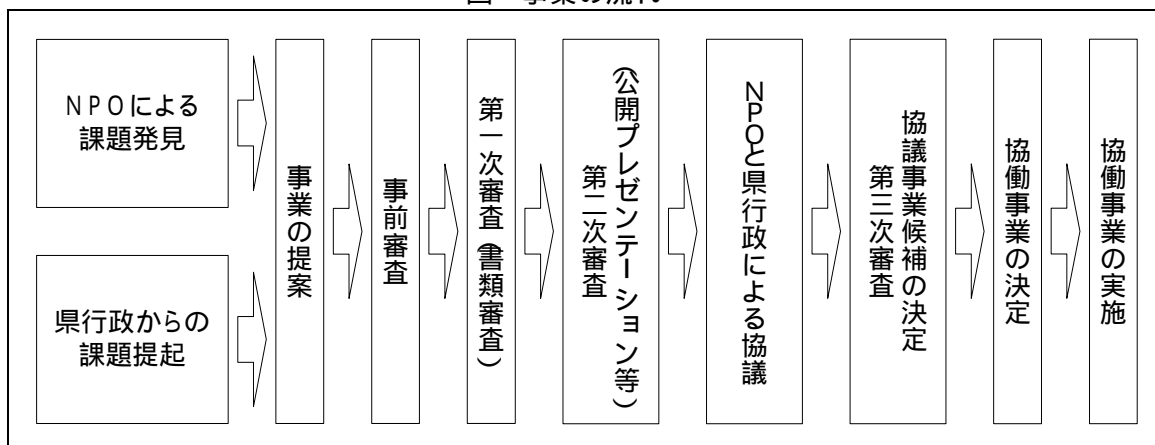 図　事業の流れ
NPOによる
課題発見
県行政からの
課題提起
事業の提案
事前審査
第一次審査（書類審査）
第二次審査
（公開プレゼンテーション等）
NPOと県行政による協議
第三次審査
協議事業候補の決定
協働事業の決定
協働事業の実施